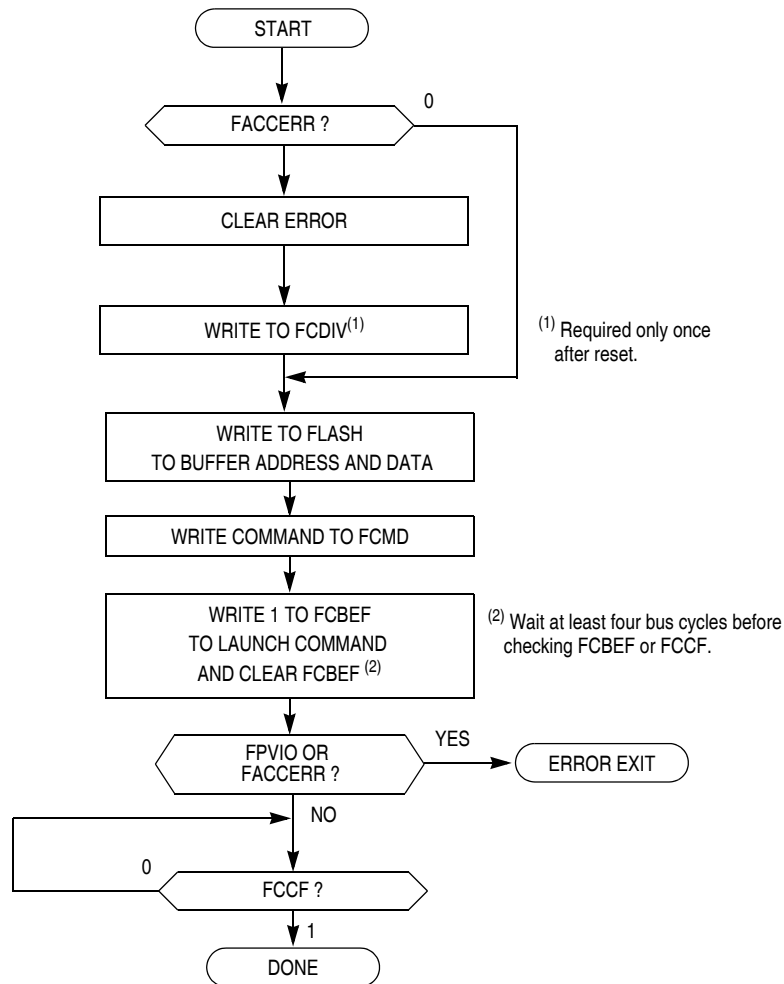 START
0
FACCERR ?
CLEAR ERROR
WRITE TO FCDIV(1)
(1) Required only once
after reset.
WRITE TO FLASH
TO BUFFER ADDRESS AND DATA
WRITE COMMAND TO FCMD
WRITE 1 TO FCBEF
TO LAUNCH COMMAND
AND CLEAR FCBEF (2)
(2) Wait at least four bus cycles before
checking FCBEF or FCCF.
FPVIO OR
FACCERR ?
YES
ERROR EXIT
NO
0
FCCF ?
1
DONE